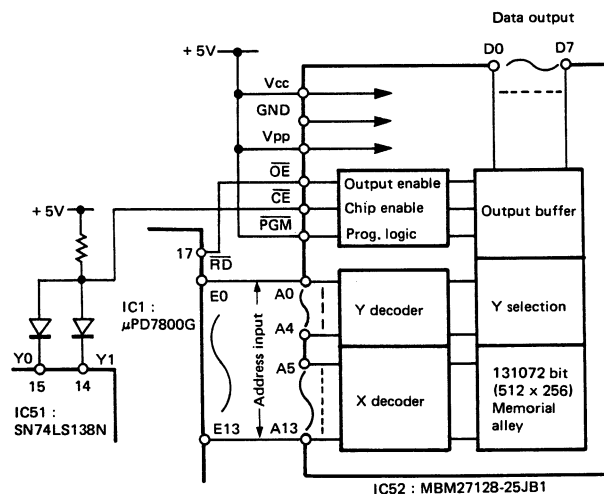 Data output
+ 5V
D0
D7
Vcc
GND
Vpp
OE
CE
PGM
Output enable
Chip enable
Prog. logic
Output buffer
+ 5V
17
RD
IC1 :
μPD7800G
E0
A0
Address input
Y decoder
Y selection
A4
A5
X decoder
131072 bit
(512 x 256)
Memorial
alley
Y0
Y1
15
14
IC51 :
SN74LS138N
E13
A13
IC52 : MBM27128-25JB1